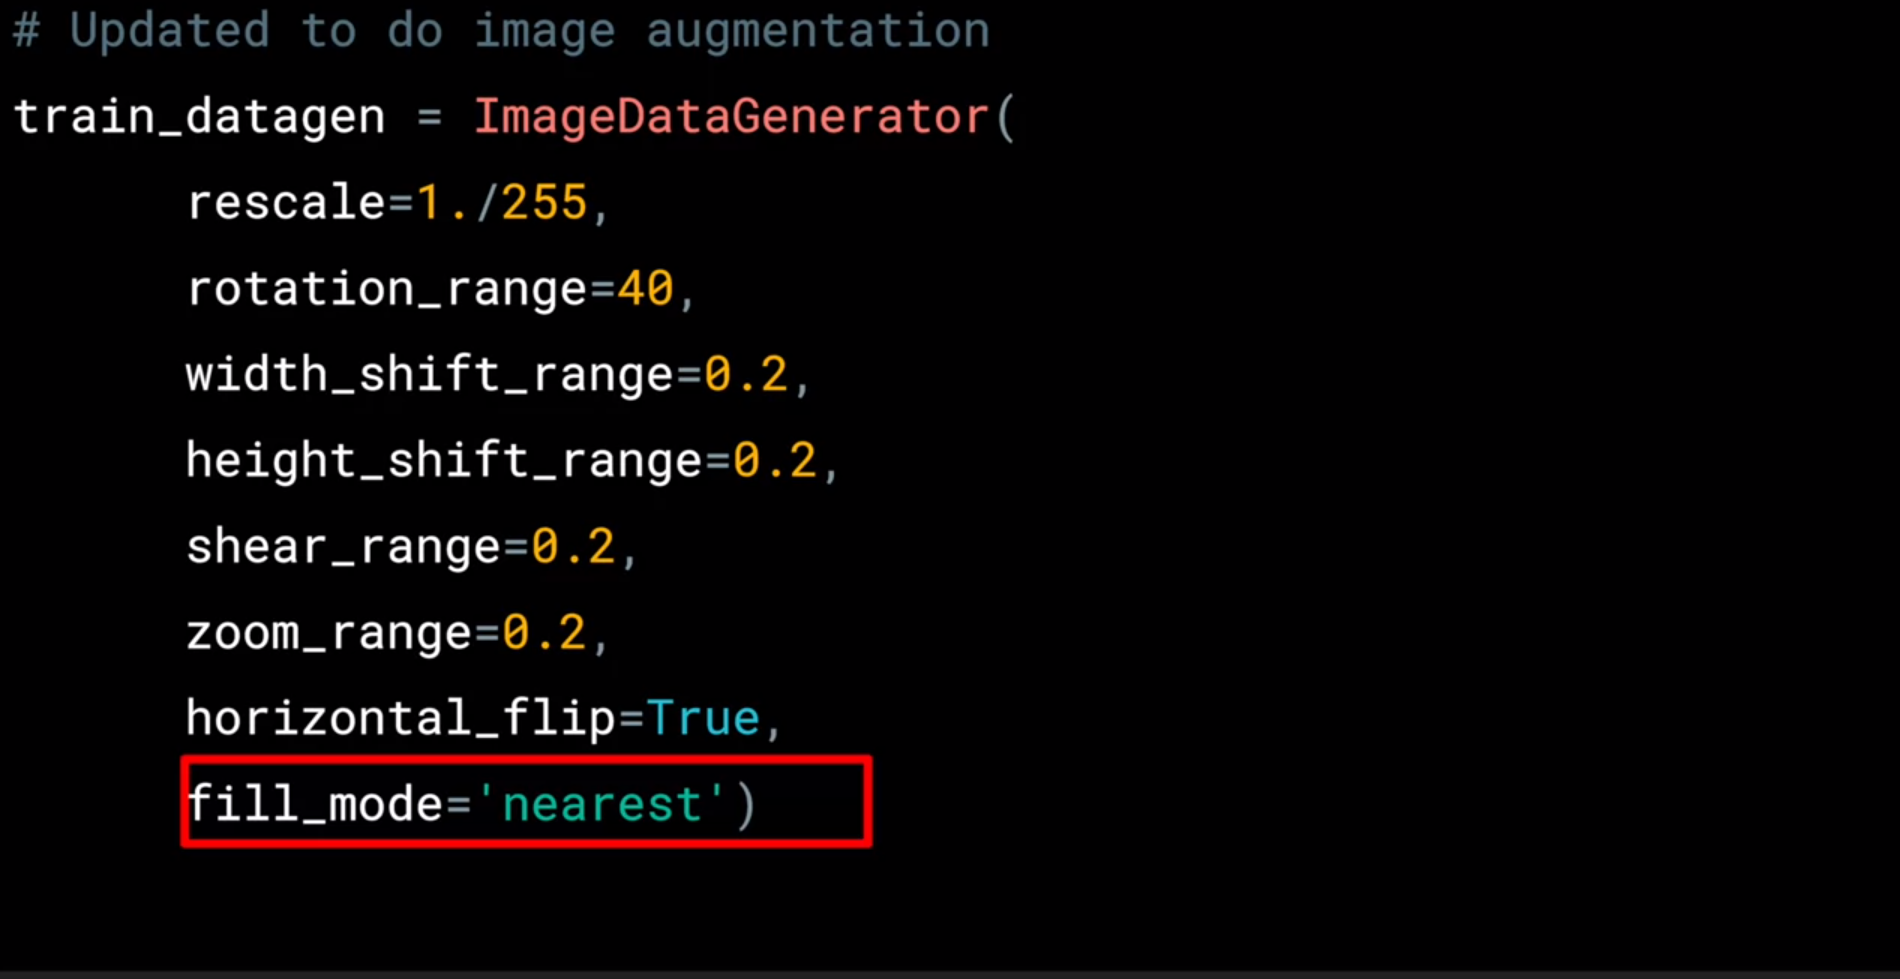 # Updated to do image augmentation
train_datagen = ImageDataGenerator(
rescale=1./255,
rotation_range=40,
width_shift_range=0.2,
height_shift_range=0.2,
shear_range=0.2,
zoom_range=0.2,
horizontal_flip=True,
fill_mode='nearest')